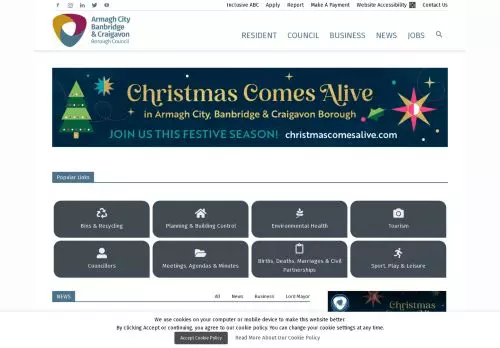 Inclusive ABC Apply Report Make A Payment Website Accessibility Contact Us
Armagh City
Banbridge
& Craigavon
Borough Council
RESIDENT COUNCIL BUSINESS NEWS JOBS
Christmas Comes Alive
in Armagh City, Banbridge & Craigavon Borough
JOIN US THIS FESTIVE SEASON! christmascomesalive.com
Popular Links
Bins & Recycling
Planning & Building Control
Environmental Health
Tourism
Councillors
Meetings, Agendas & Minutes
Births, Deaths, Marriages & Civil
Partnerships
Sport, Play & Leisure
NEWS
All News Business Lord Mayor
Christmas
We use cookies on your computer or mobile device to make this website better.
By clicking Accept or continuing, you agree to our cookie policy. You can change your cookie settings at any time.
Accept Cookie Policy
Read More About Our Cookie Policy